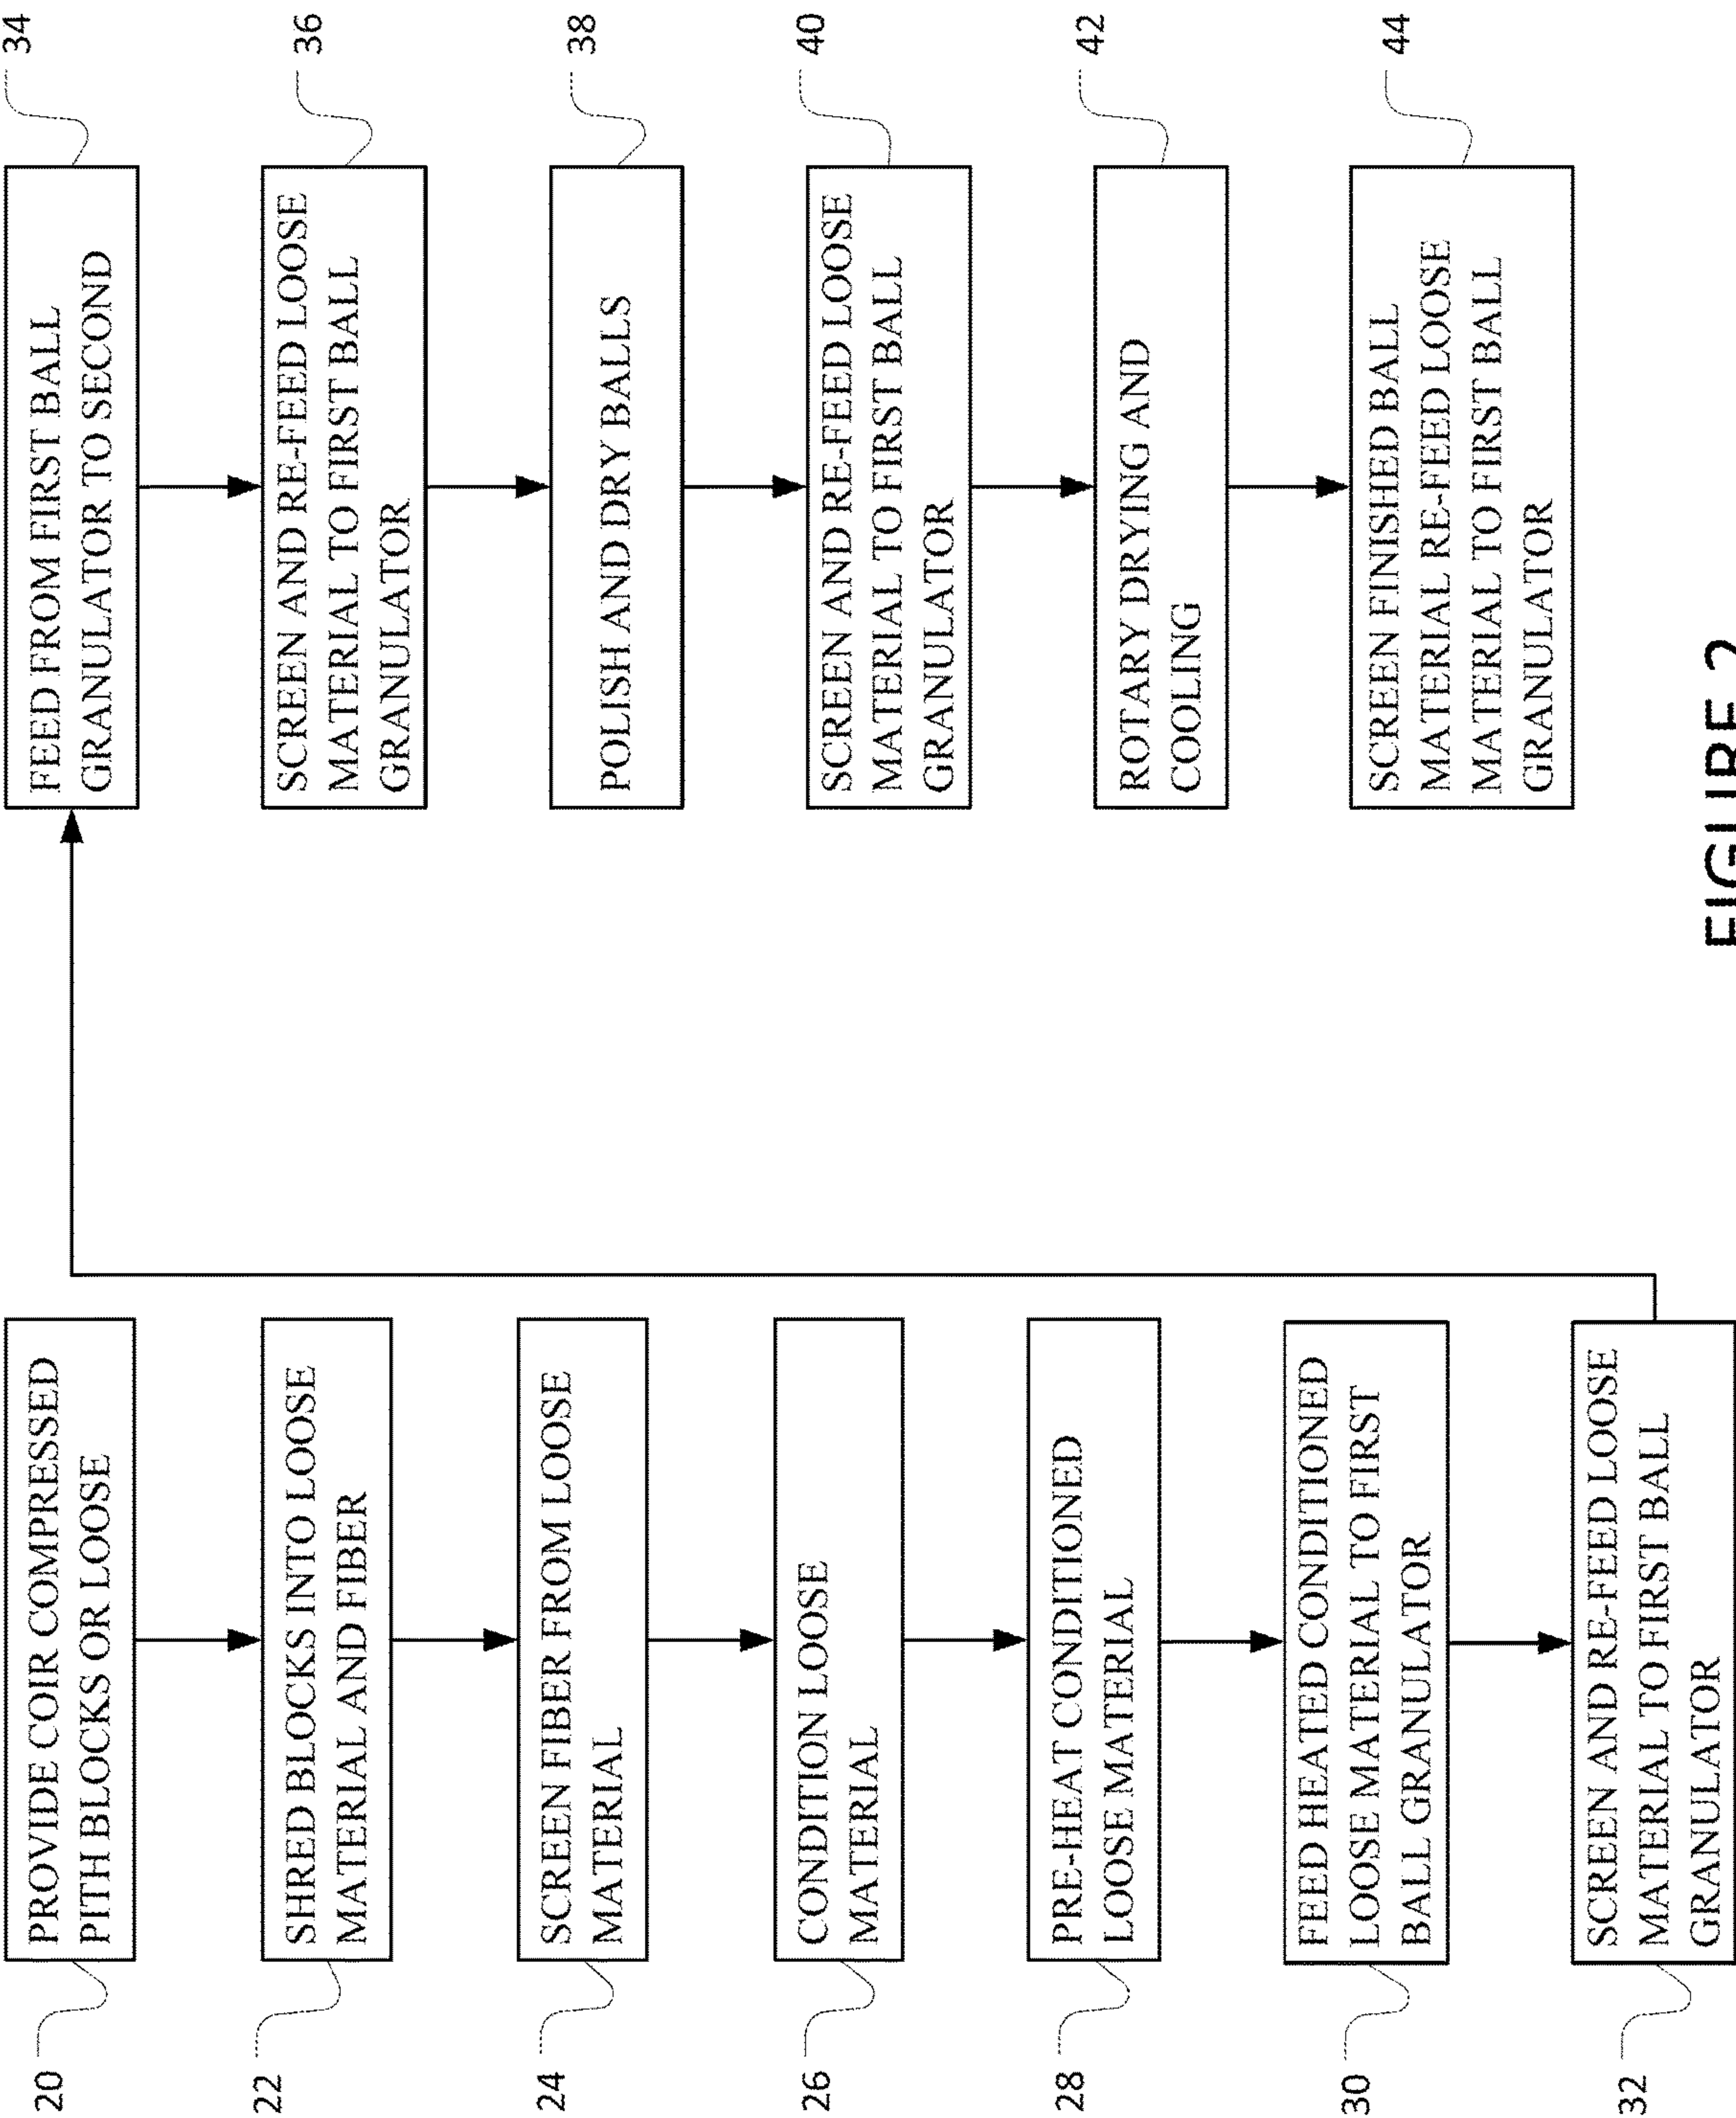 20
PROVIDE COIR COMPRESSED
PITH BLOCKS OR LOOSE
22
SHRED BLOCKS INTO LOOSE
MATERIAL AND FIBER
24
SCREEN FIBER FROM LOOSE
MATERIAL
26
CONDITION LOOSE
MATERIAL
28
PRE-HEAT CONDITIONED
LOOSE MATERIAL
30
FEED HEATED CONDITIONED
LOOSE MATERIAL TO FIRST
BALL GRANULATOR
32
SCREEN AND RE-FEED LOOSE
MATERIAL TO FIRST BALL
GRANULATOR
34
FEED FROM FIRST BALL
GRANULATOR TO SECOND
36
SCREEN AND RE-FEED LOOSE
MATERIAL TO FIRST BALL
GRANULATOR
38
POLISH AND DRY BALLS
40
SCREEN AND RE-FEED LOOSE
MATERIAL TO FIRST BALL
GRANULATOR
42
ROTARY DRYING AND
COOLING
44
SCREEN FINISHED BALL
MATERIAL RE-FEED LOOSE
MATERIAL TO FIRST BALL
GRANULATOR
FIGURE 2